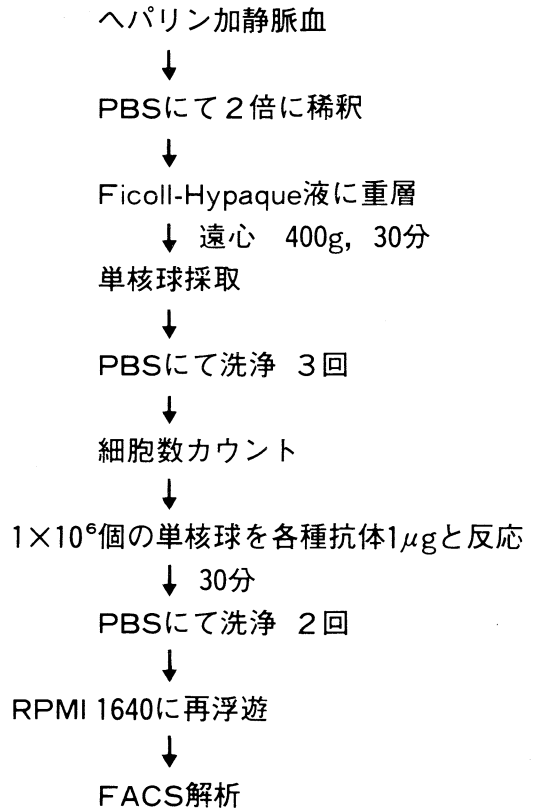 ヘパリン加静脈血
↓
PBSにて2倍に稀釈
↓
Ficoll-Hypaque液に重層
↓ 遠心 400g, 30分
単核球採取
↓
PBSにて洗浄 3回
↓
細胞数カウント
↓
1×10⁶個の単核球を各種抗体1μgと反応
↓ 30分
PBSにて洗浄 2回
↓
RPMI 1640に再浮遊
↓
FACS解析